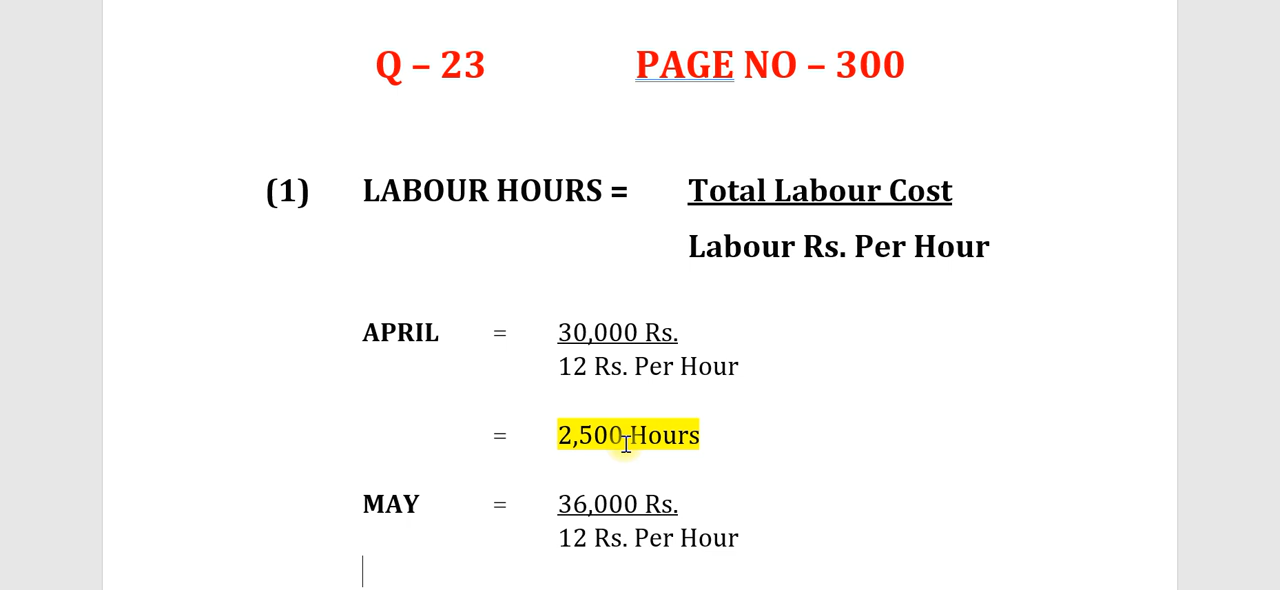 Q – 23 PAGE NO – 300
(1) LABOUR HOURS = Total Labour Cost
Labour Rs. Per Hour
APRIL = 30,000 Rs.
12 Rs. Per Hour
= 2,500 Hours
MAY = 36,000 Rs.
12 Rs. Per Hour